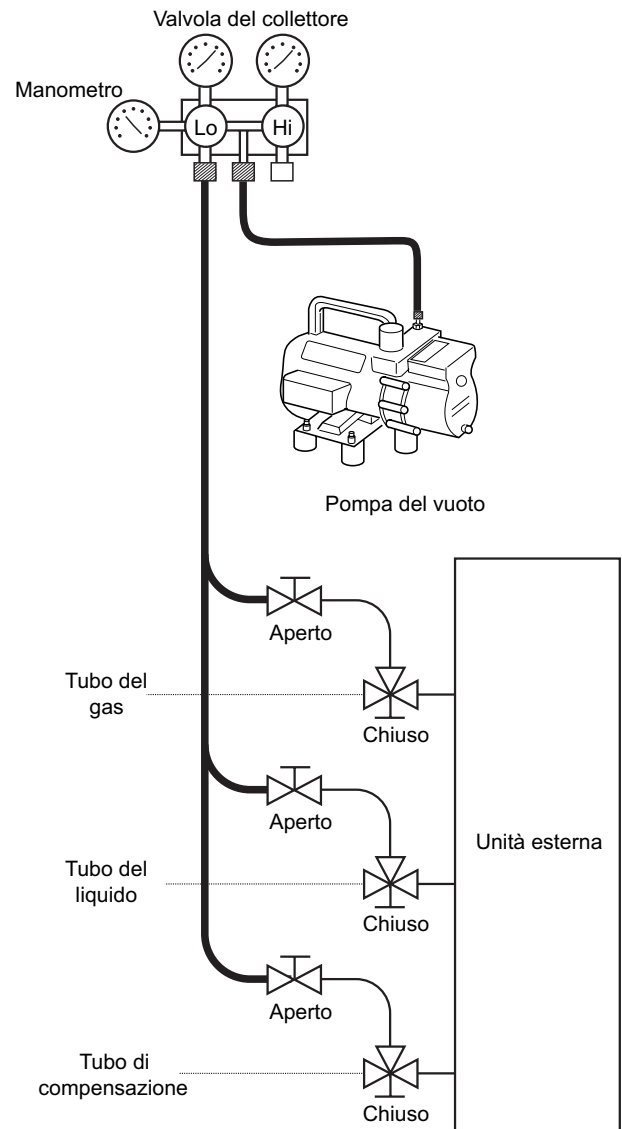 Valvola del collettore
Manometro
Lo
Hi
Pompa del vuoto
Aperto
Tubo del
gas
Chiuso
Aperto
Unità esterna
Tubo del
liquido
Chiuso
Aperto
Tubo di
compensazione
Chiuso